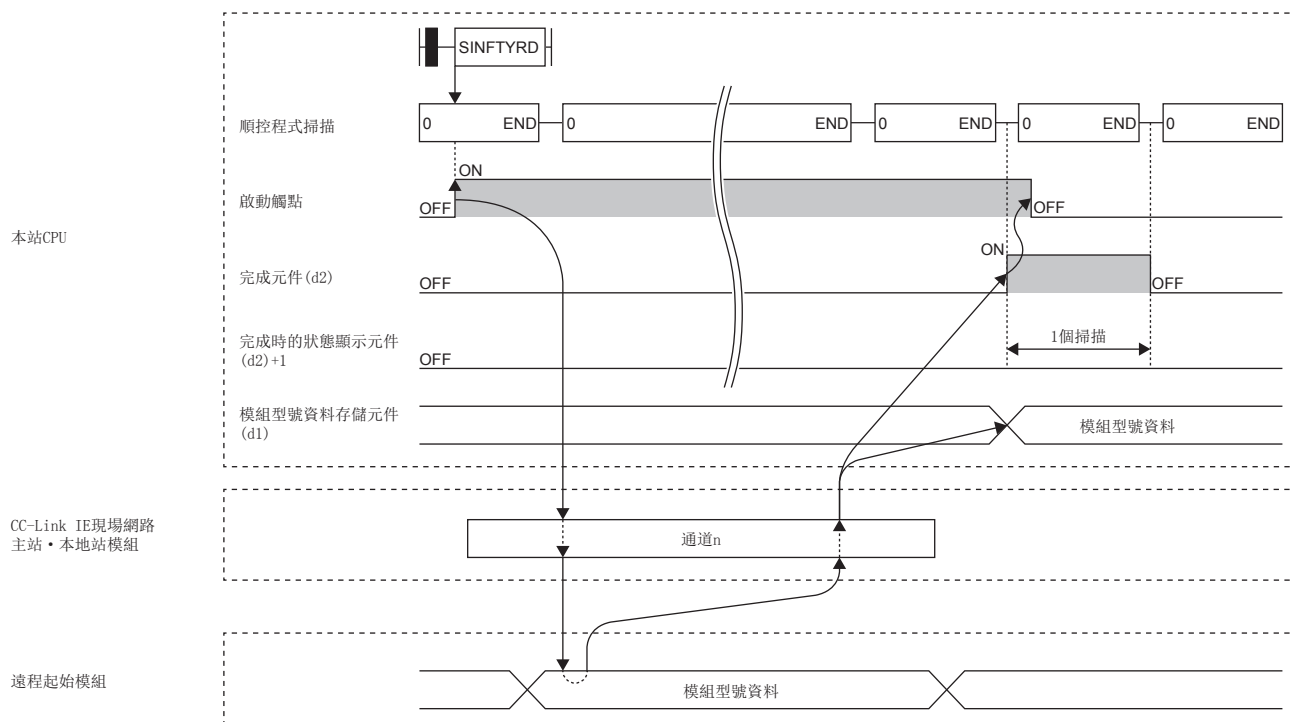 SINFTYRD
順控程式掃描
0 END 0 END 0 END 0 END 0 END
ON
啟動觸點
OFF
OFF
本站CPU
ON
完成元件(d2)
OFF
OFF
完成時的狀態顯示元件
(d2)+1
1個掃描
OFF
模組型號資料存儲元件
(d1)
模組型號資料
CC-Link IE現場網路
主站・本地站模組
通道n
遠程起始模組
模組型號資料